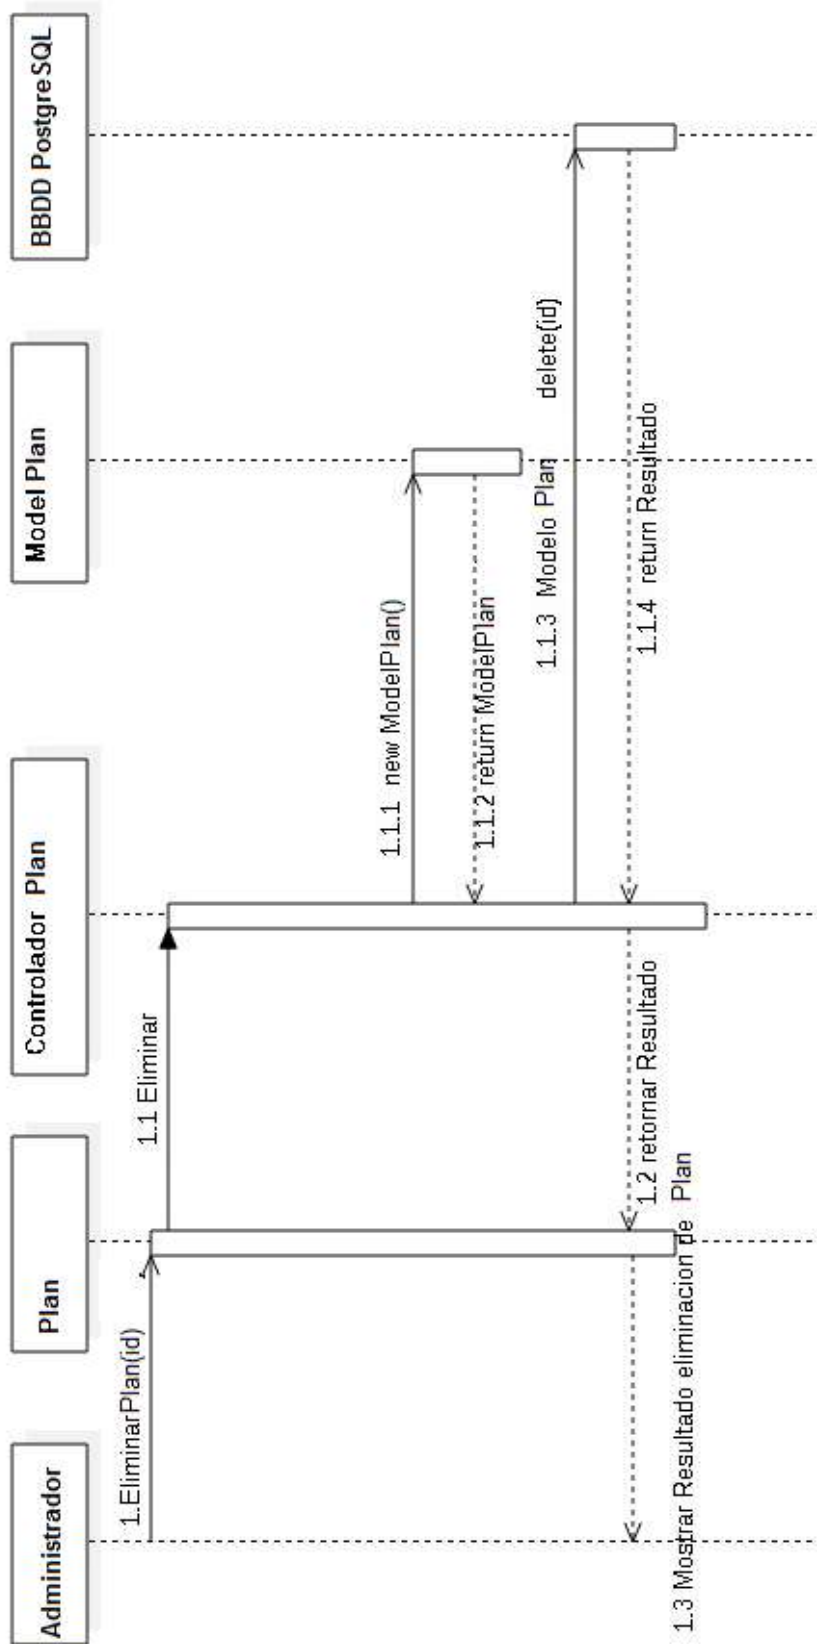 Administrador
Plan
Controlador Plan
Model Plan
BBDD PostgreSQL
1.EliminarPlan(id)
1.1 Eliminar
1.1.1 new ModelPlan()
1.1.2 return ModelPlan
1.1.3 Modelo Plan delete(id)
1.1.4 return Resultado
1.2 retornar Resultado
1.3 Mostrar Resultado eliminacion de Plan